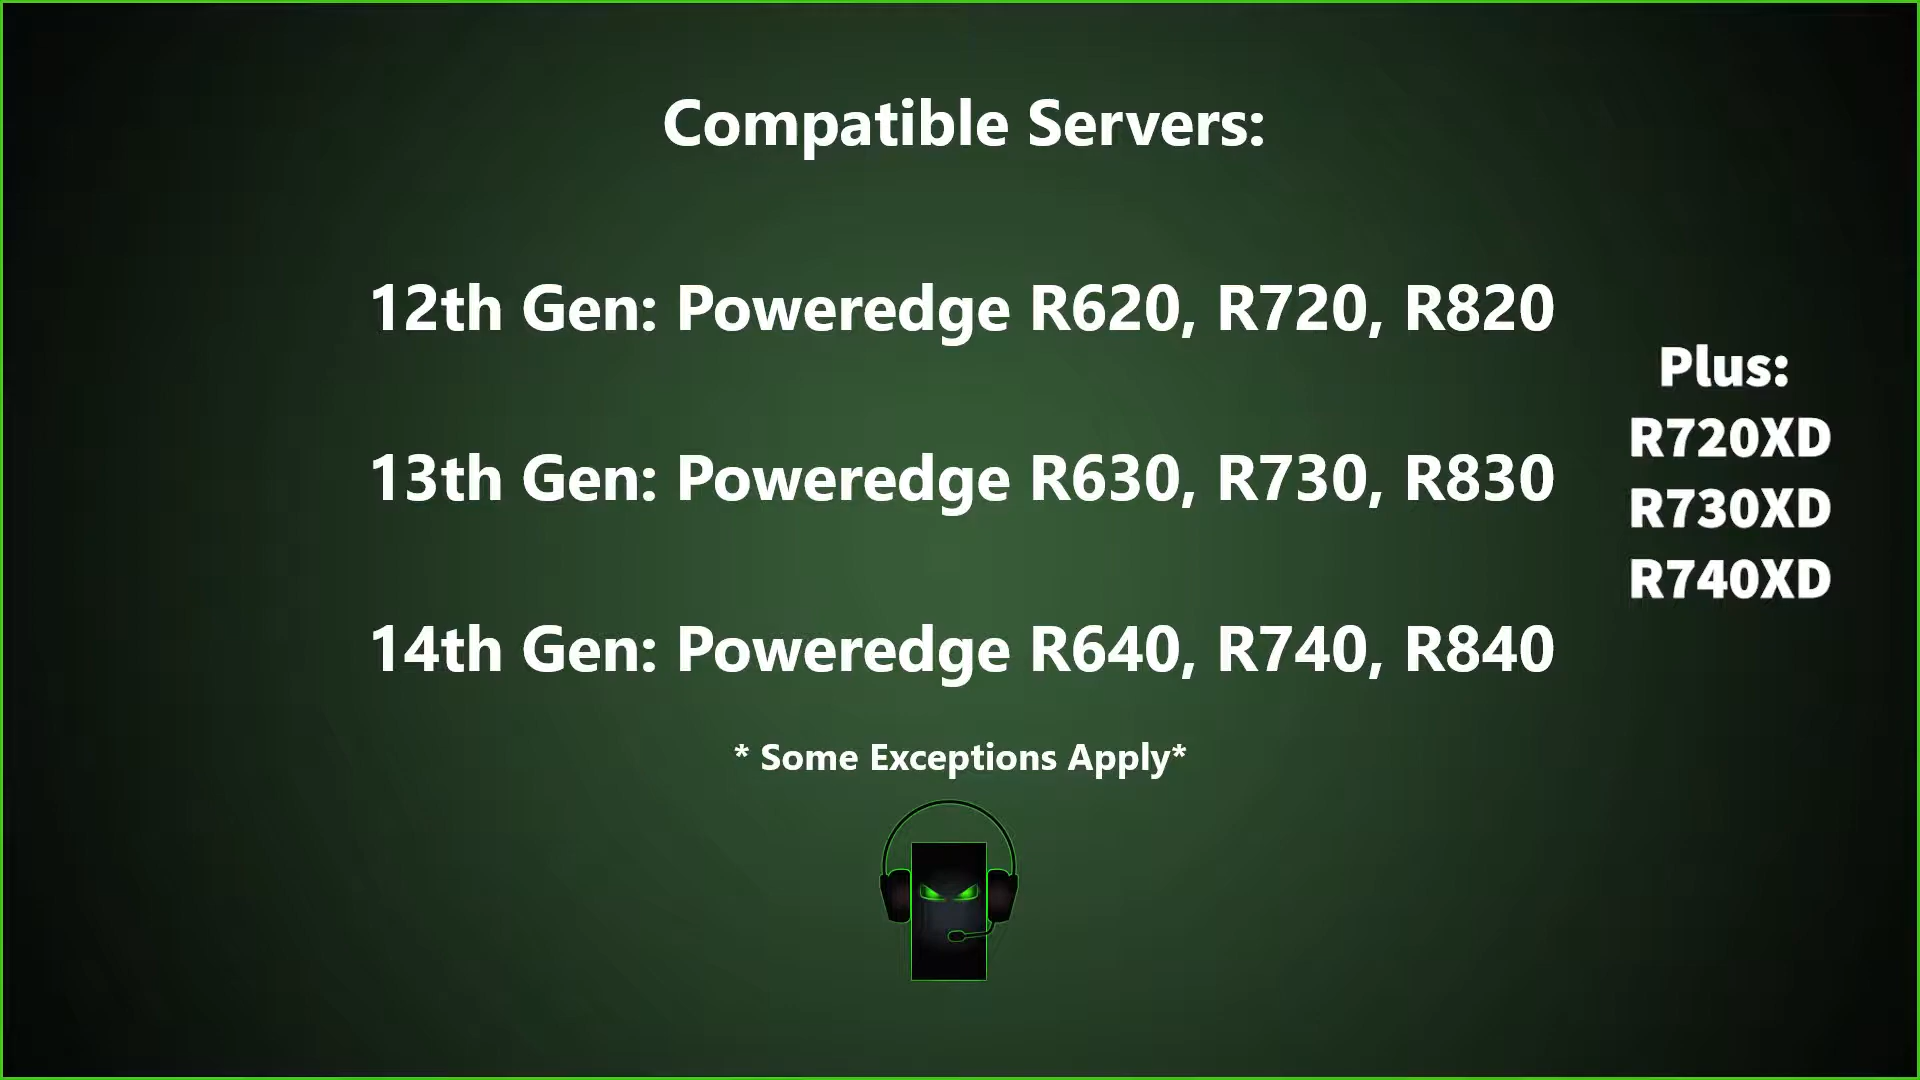 Compatible Servers:
12th Gen: Poweredge R620, R720, R820
13th Gen: Poweredge R630, R730, R830
14th Gen: Poweredge R640, R740, R840
Plus:
R720XD
R730XD
R740XD
* Some Exceptions Apply*